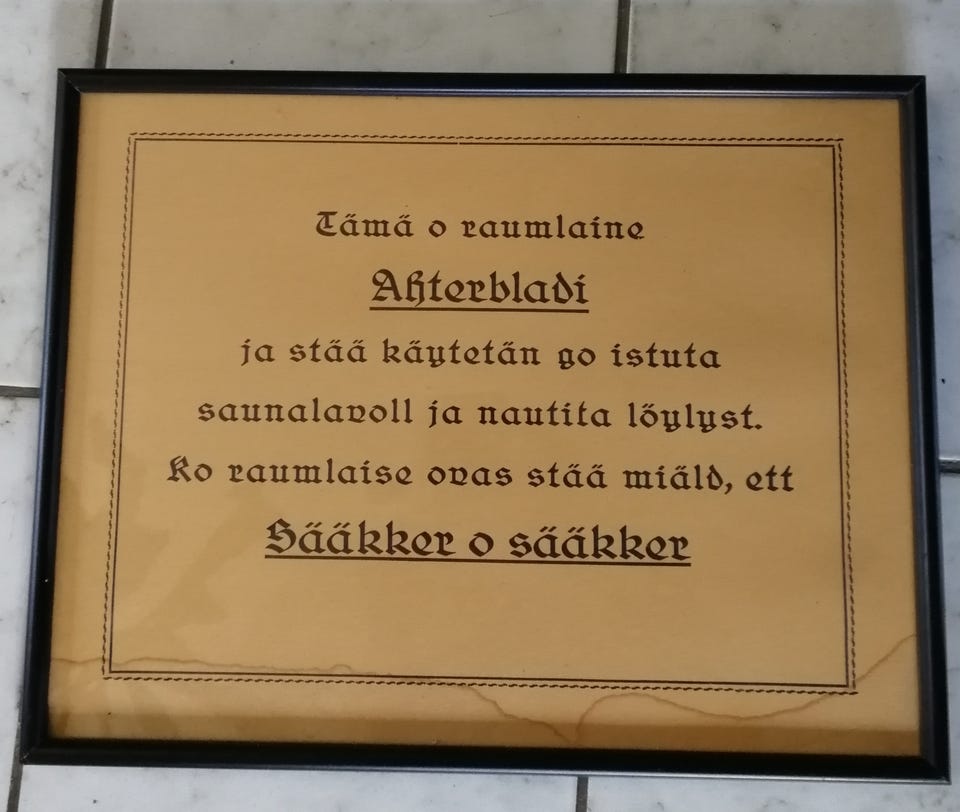 Tämä o raumlaine
Ahterbladi
ja stää käytetän go istuta
saunalavoll ja nautita löylyst.
Ko raumlaise ovas stää miäld, ett
Sääkker o sääkker